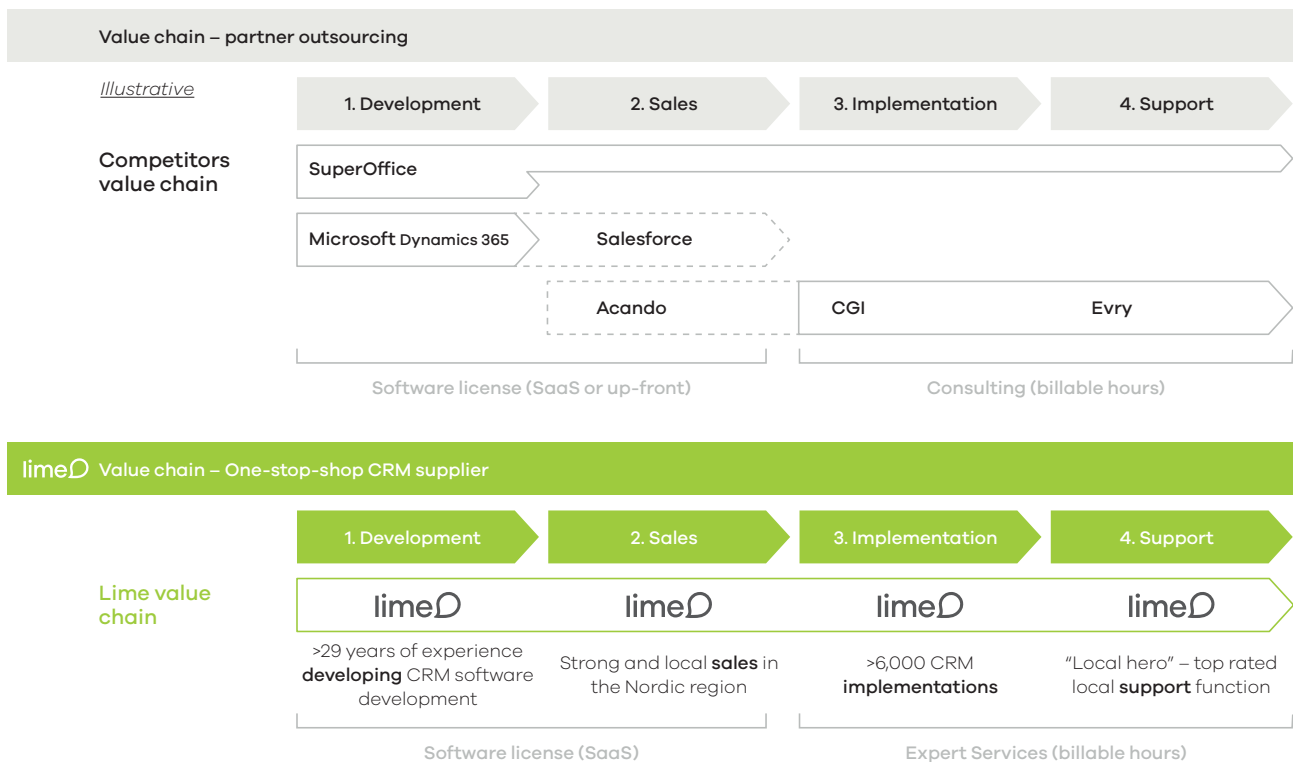 Value chain – partner outsourcing
Illustrative
1. Development
2. Sales
3. Implementation
4. Support
Competitors
value chain
SuperOffice
Microsoft Dynamics 365
Salesforce
Acando
CGI
Evry
Software license (SaaS or up-front)
Consulting (billable hours)
lime Value chain – One-stop-shop CRM supplier
1. Development
2. Sales
3. Implementation
4. Support
Lime value
chain
lime
lime
lime
lime
>29 years of experience
developing CRM software
development
Strong and local sales in
the Nordic region
>6,000 CRM
implementations
“Local hero” – top rated
local support function
Software license (SaaS)
Expert Services (billable hours)